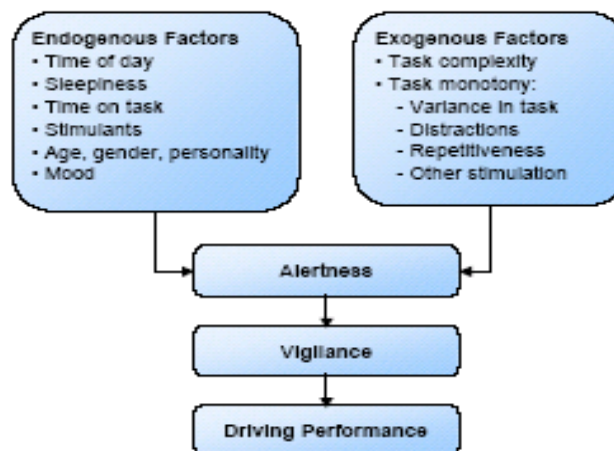 Endogenous Factors
• Time of day
• Sleepiness
• Time on task
• Stimulants
• Age, gender, personality
• Mood
Exogenous Factors
• Task complexity
• Task monotony:
- Variance in task
- Distractions
- Repetitiveness
- Other stimulation
Alertness
Vigilance
Driving Performance